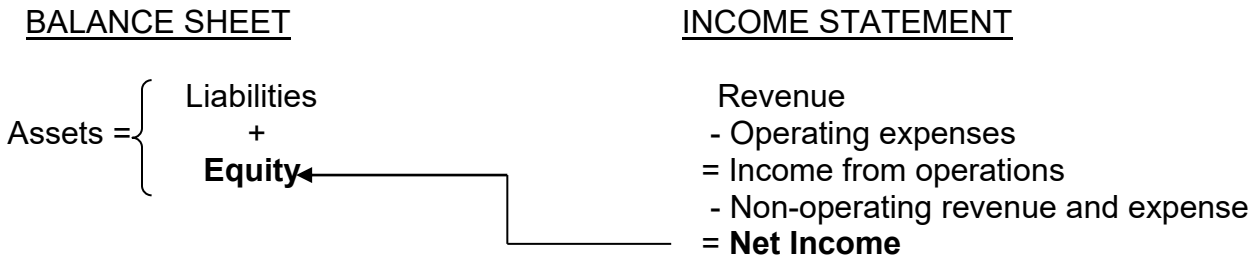 BALANCE SHEET
Liabilities
Assets =
+
Equity
INCOME STATEMENT
Revenue
- Operating expenses
= Income from operations
- Non-operating revenue and expense
= Net Income